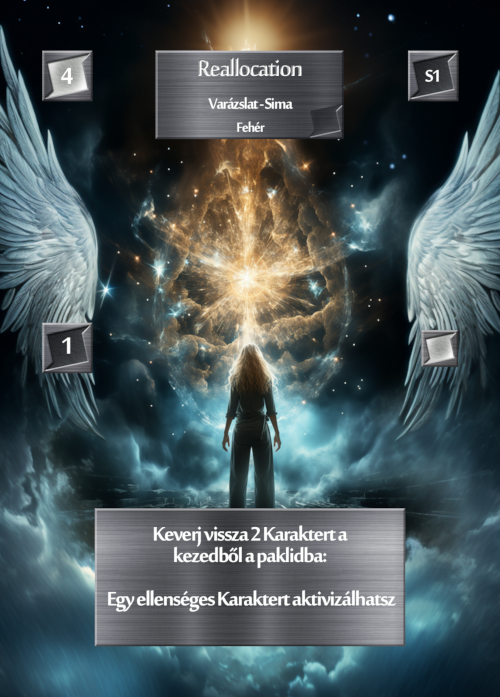 4
Reallocation
S1
Varázslat - Sima
Fehér
1
Keverj vissza 2 Karaktert a
kezedből a paklidba:
Egy ellenséges Karaktert aktivizálhatsz